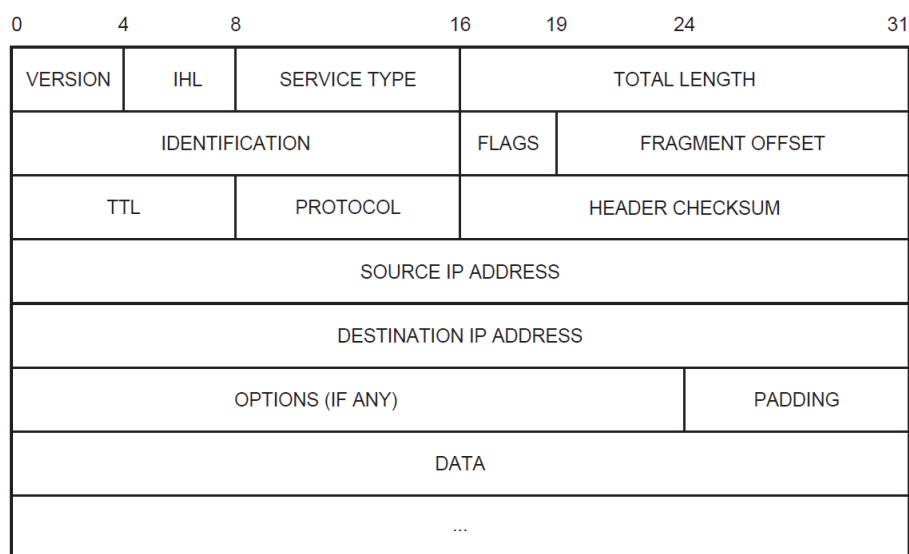 0 4 8 16 19 24 31
VERSION IHL SERVICE TYPE TOTAL LENGTH
IDENTIFICATION FLAGS FRAGMENT OFFSET
TTL PROTOCOL HEADER CHECKSUM
SOURCE IP ADDRESS
DESTINATION IP ADDRESS
OPTIONS (IF ANY) PADDING
DATA
...